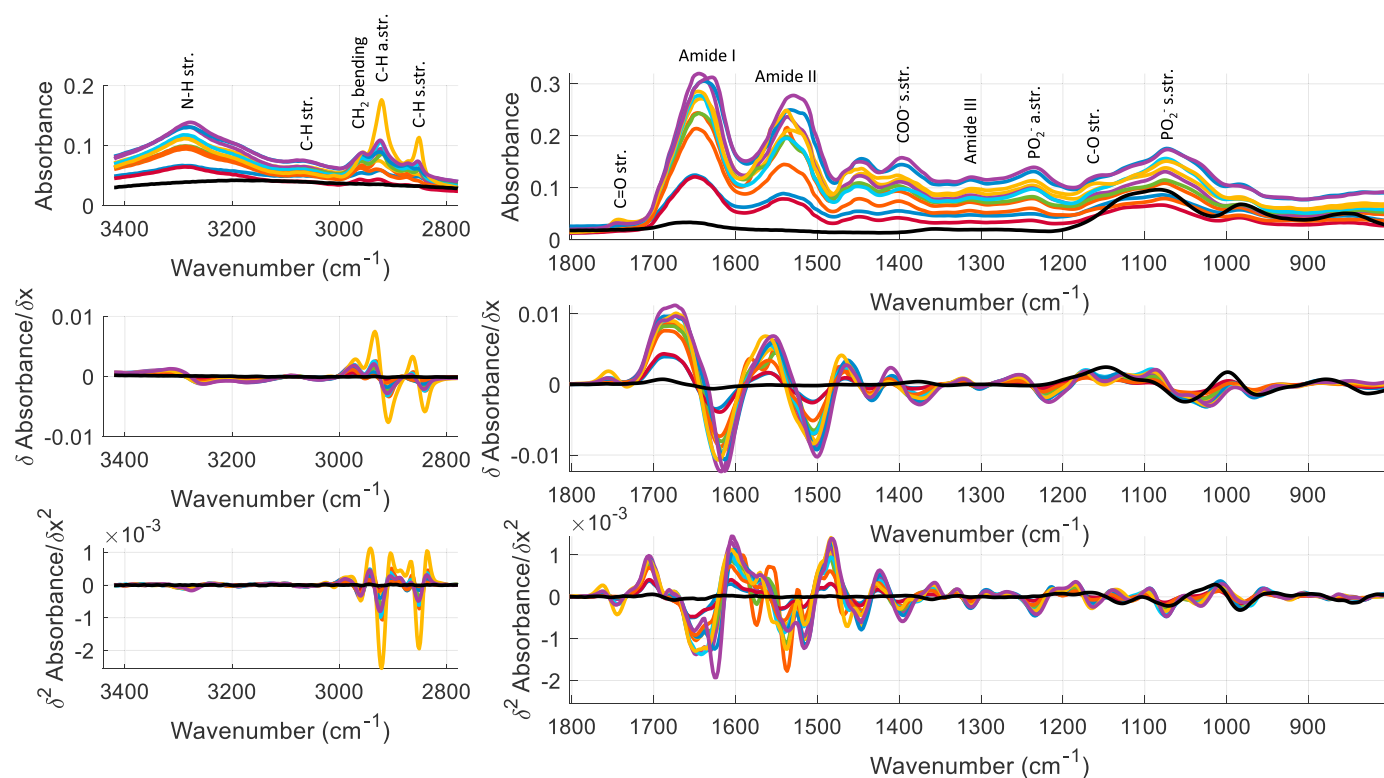 N-H str.
C-H str.
CH2 bending
C-H a.str.
C-H s.str.
0.2
0.1
0
Absorbance
3400 3200 3000 2800
Wavenumber (cm-1)
C=O str.
Amide I
Amide II
COO- s.str.
Amide III
PO2- a.str.
C-O str.
PO2- s.str.
0.3
0.2
0.1
0
Absorbance
1800 1700 1600 1500 1400 1300 1200 1100 1000 900
Wavenumber (cm-1)
0.01
0
-0.01
δ Absorbance/δx
3400 3200 3000 2800
Wavenumber (cm-1)
0.01
0
-0.01
δ Absorbance/δx
1800 1700 1600 1500 1400 1300 1200 1100 1000 900
Wavenumber (cm-1)
×10-3
1
0
-1
-2
δ2 Absorbance/δx2
3400 3200 3000 2800
Wavenumber (cm-1)
×10-3
1
0
-1
-2
δ2 Absorbance/δx2
1800 1700 1600 1500 1400 1300 1200 1100 1000 900
Wavenumber (cm-1)